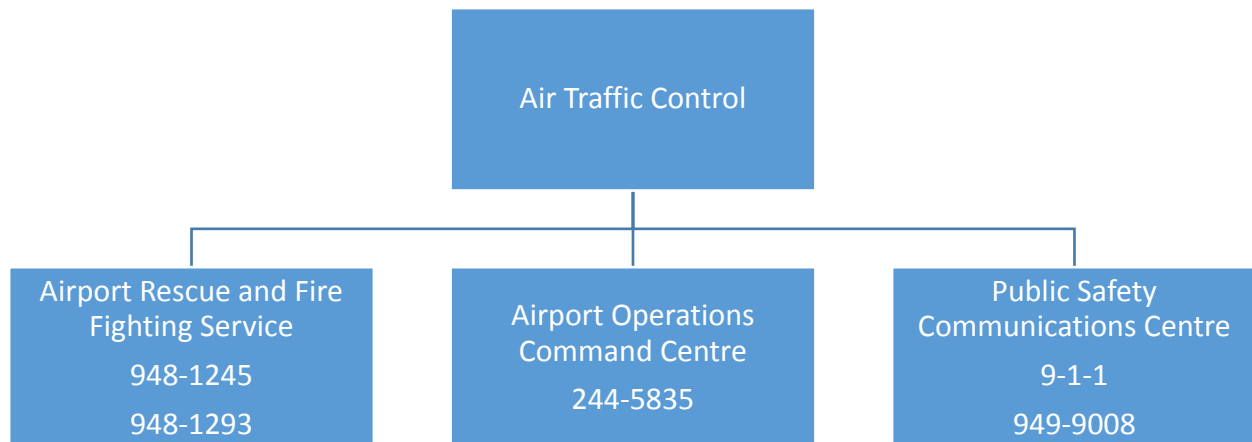 Air Traffic Control
Airport Rescue and Fire
Fighting Service
948-1245
948-1293
Airport Operations
Command Centre
244-5835
Public Safety
Communications Centre
9-1-1
949-9008